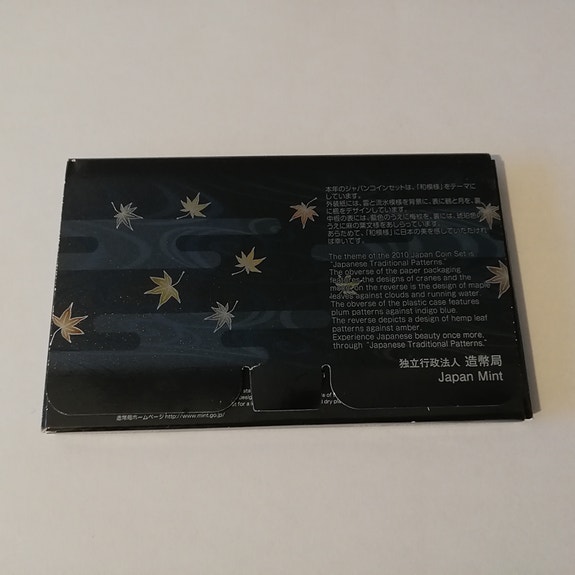 本年のジャパンコインセットは、「和模様」をテーマに
しています。
外装紙には、雲と流水模様を背景に、表に鶴と月を、裏
に楓をデザインしています。
中板の表には、藍色のうえに梅紋を、裏には、琥珀色の
うえに麻の葉文様をあしらっています。
あらためて、「和模様」に日本の美を感じていただけれ
ば幸いです。
The theme of the 2010 Japan Coin Set is
"Japanese Traditional Patterns."
The obverse of the paper packaging
features the designs of cranes and the
moon, on the reverse is the design of maple
leaves against clouds and running water.
The obverse of the plastic case features
plum patterns against indigo blue.
The reverse depicts a design of hemp leaf
patterns against amber.
Experience Japanese beauty once more,
through "Japanese Traditional Patterns."
独立行政法人 造幣局
Japan Mint
造幣局ホームページ http://www.mint.go.jp/